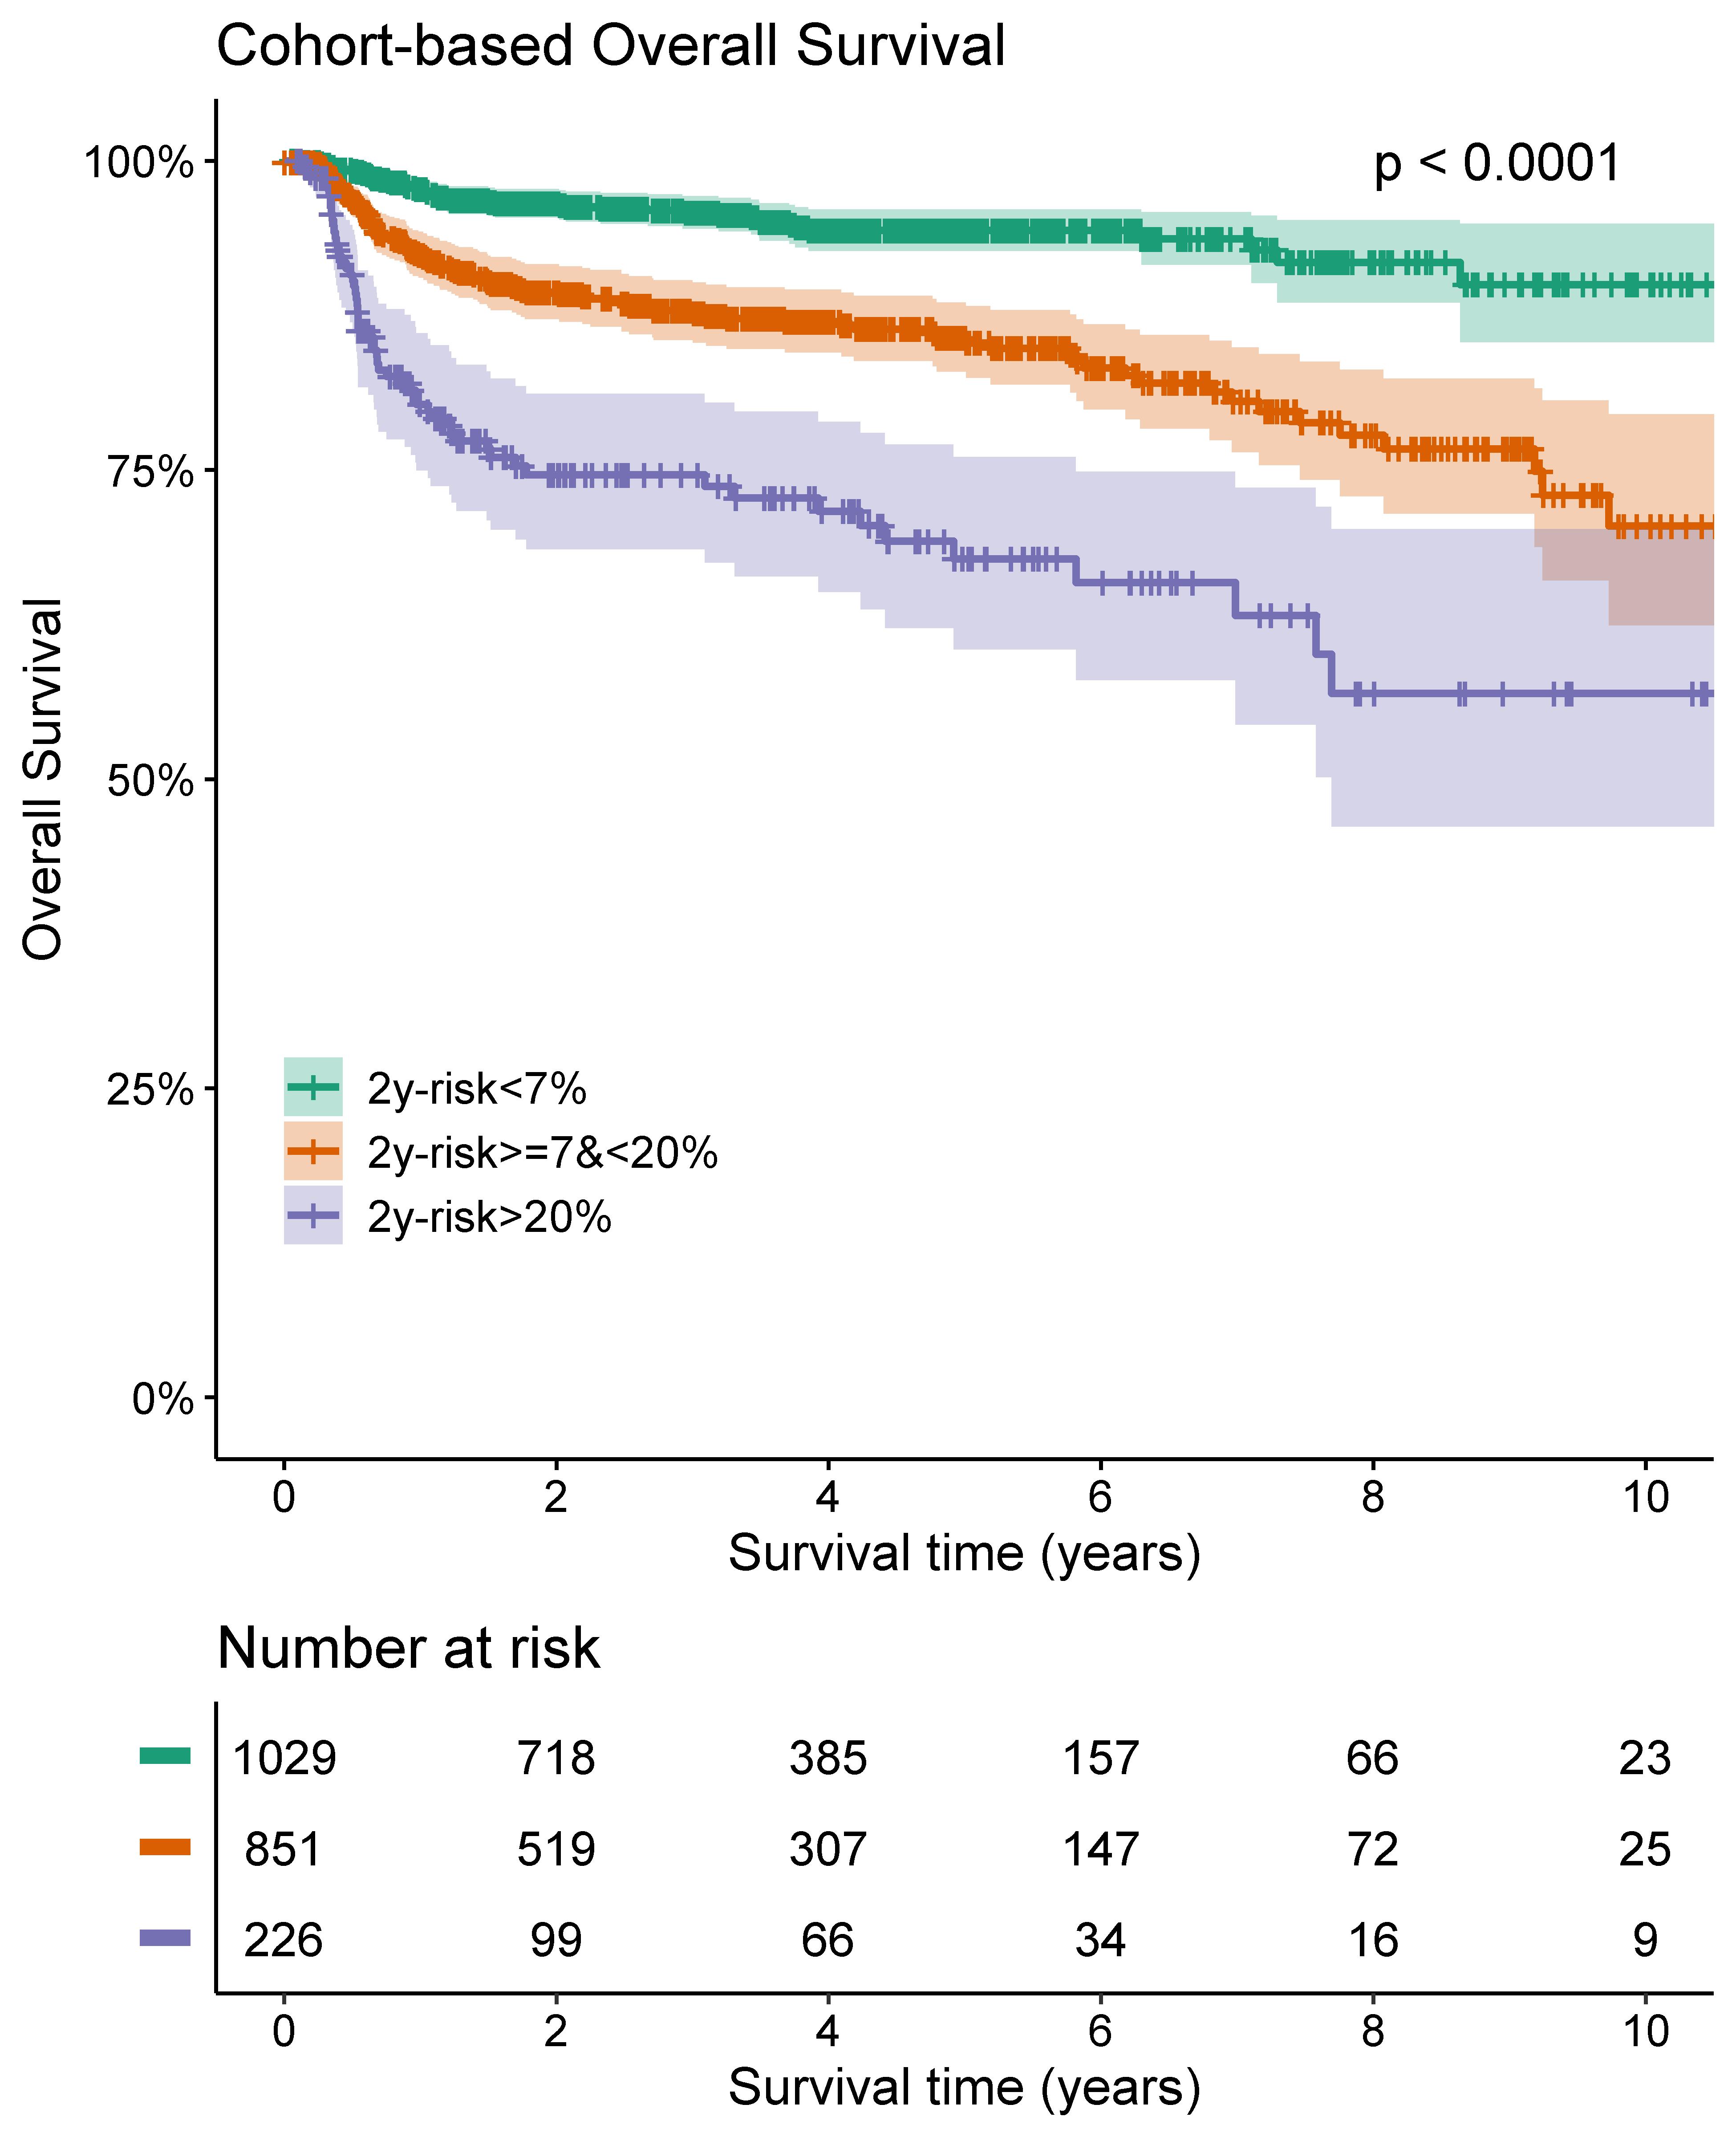 Cohort-based Overall Survival
p < 0.0001
100%
75%
50%
25%
0%
Overall Survival
2y-risk<7%
2y-risk>=7&<20%
2y-risk>20%
0 2 4 6 8 10
Survival time (years)
Number at risk
1029 718 385 157 66 23
851 519 307 147 72 25
226 99 66 34 16 9
0 2 4 6 8 10
Survival time (years)